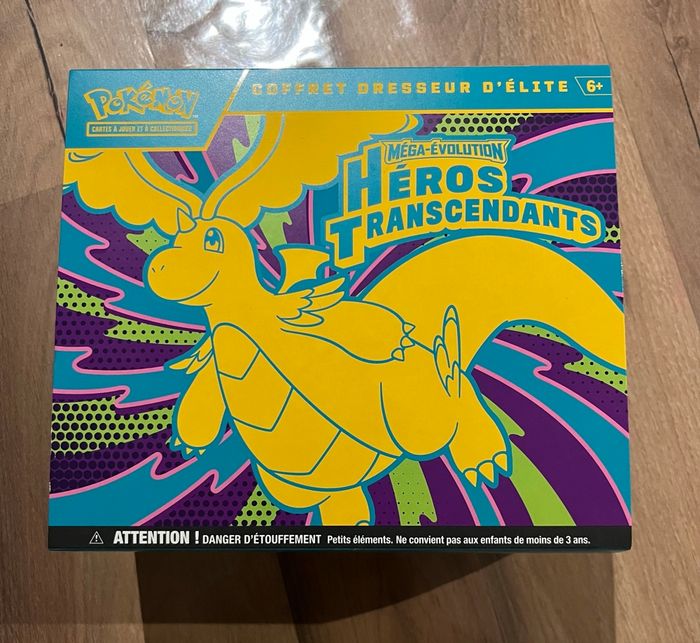 POKÉMON
CARTES À JOUER ET À COLLECTIONNER
COFFRET DRESSEUR D'ÉLITE
6+
MÉGA-ÉVOLUTION
HÉROS
TRANSCENDANTS
ATTENTION ! DANGER D'ÉTOUFFEMENT Petits éléments. Ne convient pas aux enfants de moins de 3 ans.